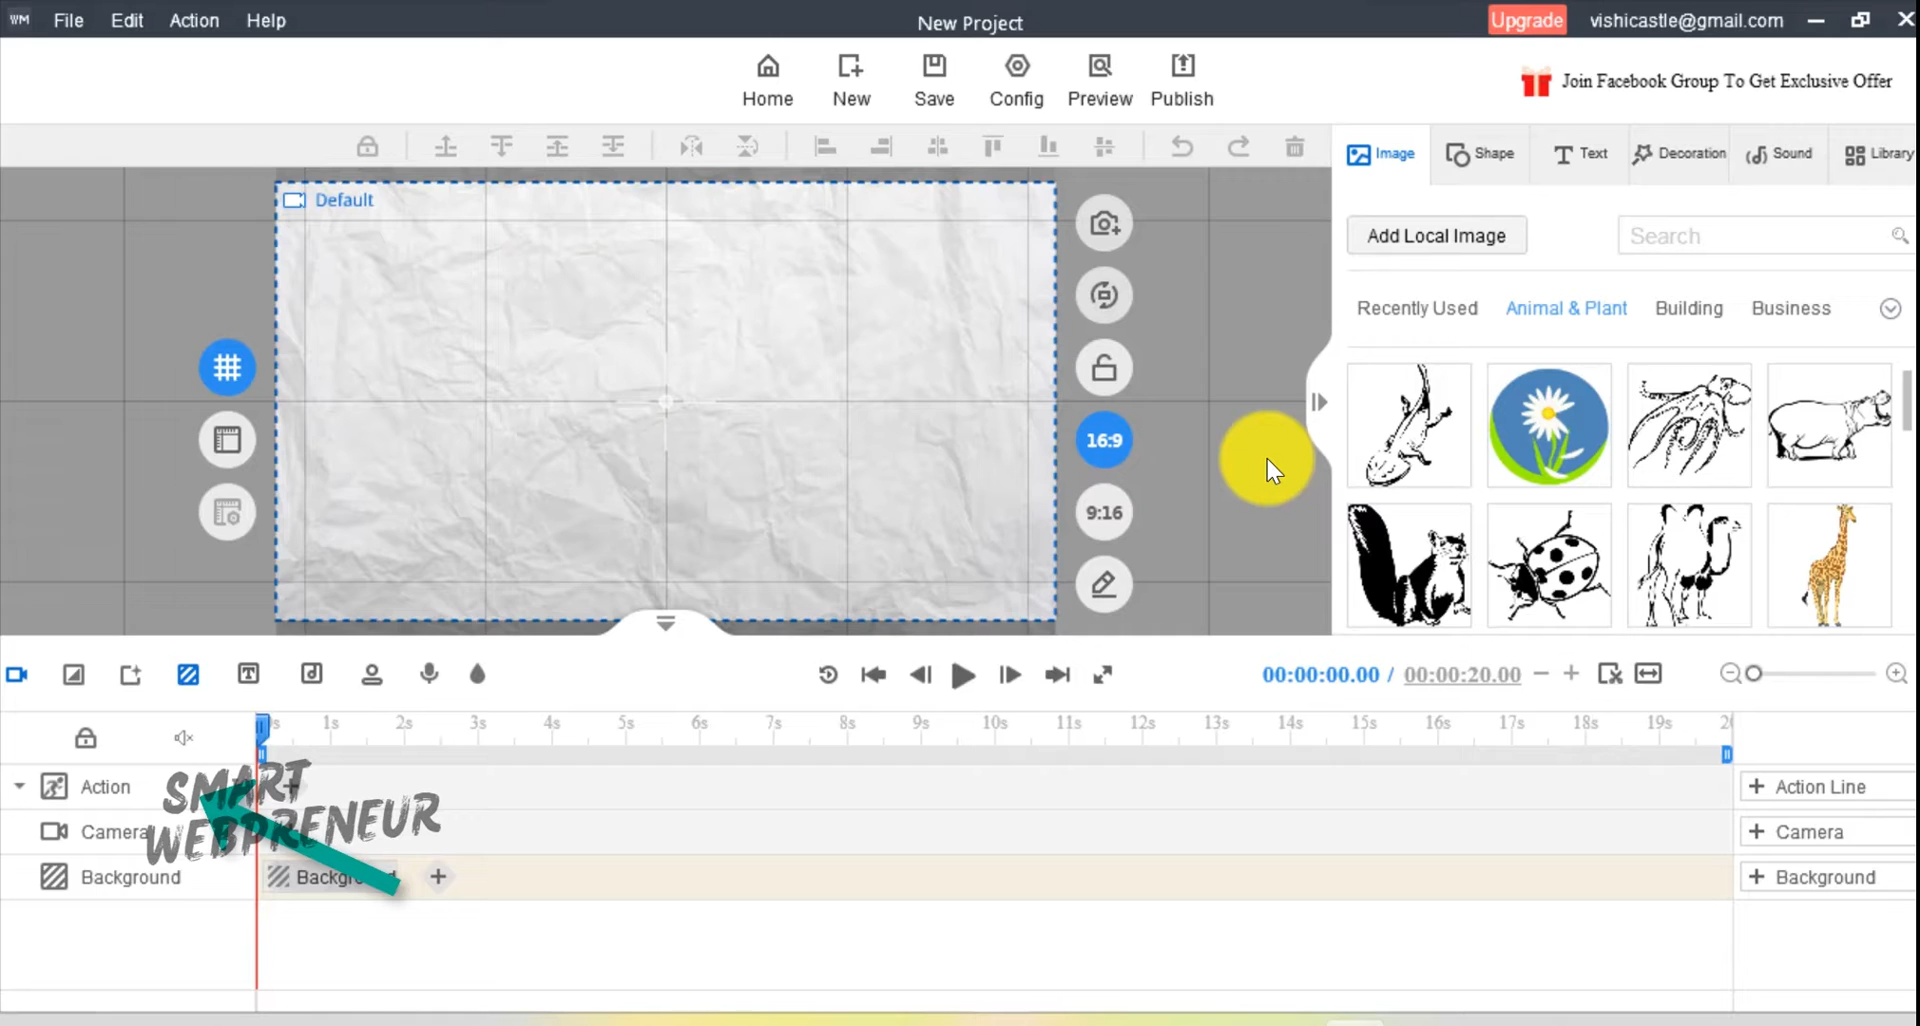 WM File Edit Action Help New Project Upgrade vishicastle@gmail.com
Home New Save Config Preview Publish
Join Facebook Group To Get Exclusive Offer
Image Shape Text Decoration Sound Library
Default
Add Local Image Search
Recently Used Animal & Plant Building Business
16:9
9:16
00:00:00.00 / 00:00:20.00
1s 2s 3s 4s 5s 6s 7s 8s 9s 10s 11s 12s 13s 14s 15s 16s 17s 18s 19s
Action
+ Action Line
SMART
WEBPRENEUR
Camera
+ Camera
Background
Background
+ Background